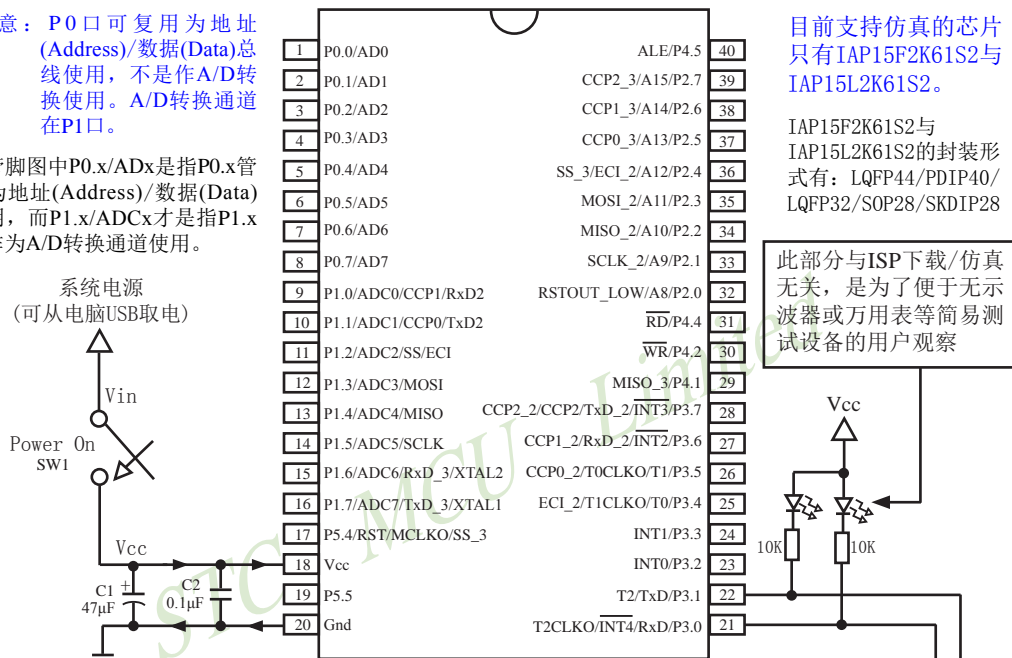 意：P0口可复用为地址
(Address)/数据(Data)总
线使用，不是作A/D转
换使用。A/D转换通道
在P1口。
脚图中P0.x/ADx是指P0.x管
为地址(Address)/数据(Data)
用，而P1.x/ADCx才是指P1.x
作为A/D转换通道使用。
系统电源
(可从电脑USB取电)
Vin
Power On
SW1
Vcc
C1
+
47μF
C2
0.1μF
1 P0.0/AD0
2 P0.1/AD1
3 P0.2/AD2
4 P0.3/AD3
5 P0.4/AD4
6 P0.5/AD5
7 P0.6/AD6
8 P0.7/AD7
9 P1.0/ADC0/CCP1/RxD2
10 P1.1/ADC1/CCP0/TxD2
11 P1.2/ADC2/SS/ECI
12 P1.3/ADC3/MOSI
13 P1.4/ADC4/MISO
14 P1.5/ADC5/SCLK
15 P1.6/ADC6/RxD_3/XTAL2
16 P1.7/ADC7/TxD_3/XTAL1
17 P5.4/RST/MCLKO/SS_3
18 Vcc
19 P5.5
20 Gnd
ALE/P4.5 40
CCP2_3/A15/P2.7 39
CCP1_3/A14/P2.6 38
CCP0_3/A13/P2.5 37
SS_3/ECI_2/A12/P2.4 36
MOSI_2/A11/P2.3 35
MISO_2/A10/P2.2 34
SCLK_2/A9/P2.1 33
RSTOUT_LOW/A8/P2.0 32
RD/P4.4 31
WR/P4.2 30
MISO_3/P4.1 29
CCP2_2/CCP2/TxD_2/INT3/P3.7 28
CCP1_2/RxD_2/INT2/P3.6 27
CCP0_2/T0CLKO/T1/P3.5 26
ECI_2/T1CLKO/T0/P3.4 25
INT1/P3.3 24
INT0/P3.2 23
T2/TxD/P3.1 22
T2CLKO/INT4/RxD/P3.0 21
STC MCU Limited
目前支持仿真的芯片
只有IAP15F2K61S2与
IAP15L2K61S2。
IAP15F2K61S2与
IAP15L2K61S2的封装形
式有：LQFP44/PDIP40/
LQFP32/SOP28/SKDIP28
此部分与ISP下载/仿真
无关，是为了便于无示
波器或万用表等简易测
试设备的用户观察
Vcc
10K
10K